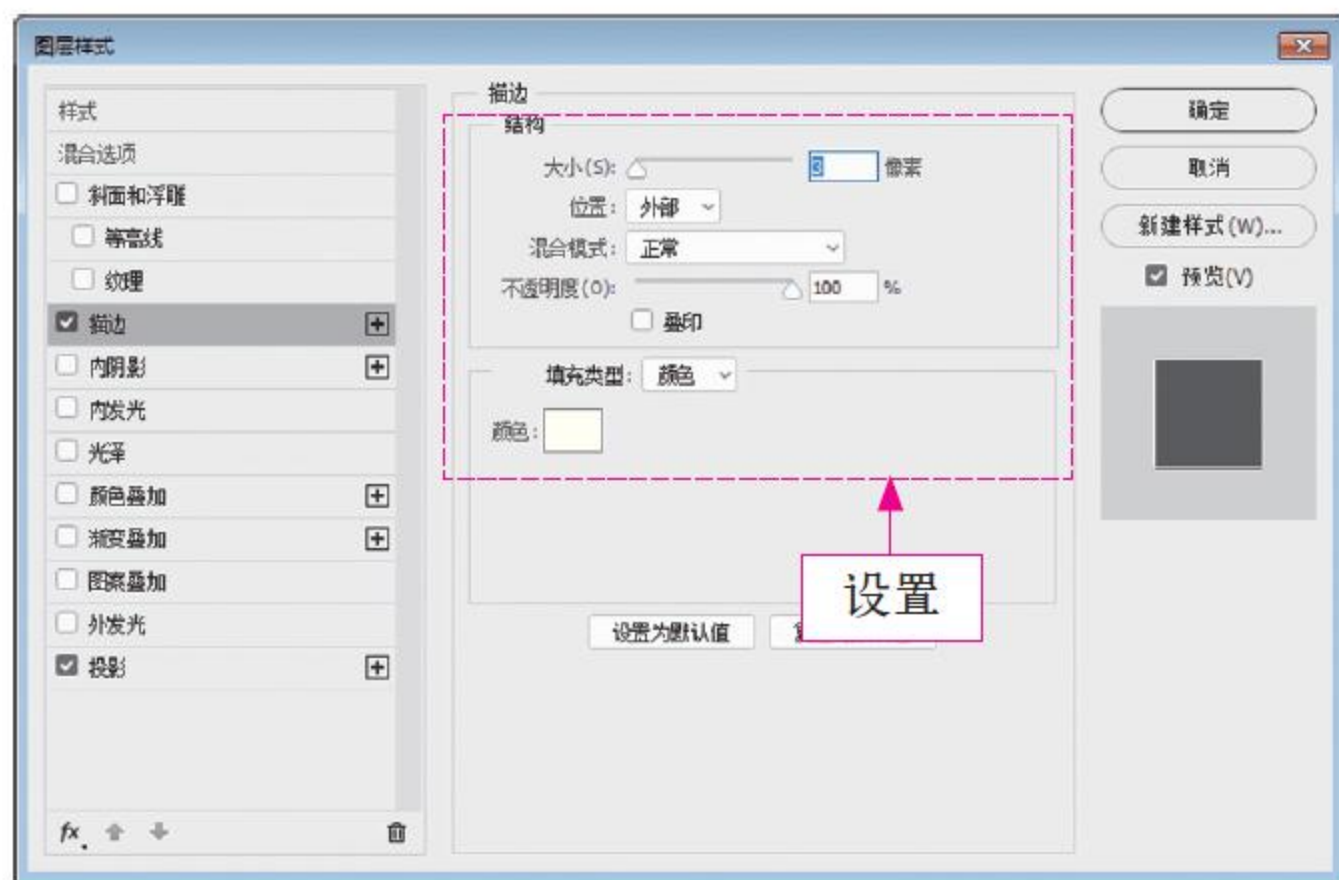 图层样式
样式
混合选项
斜面和浮雕
等高线
纹理
描边
内阴影
内发光
光泽
颜色叠加
渐变叠加
图案叠加
外发光
投影
fx
描边
结构
大小(S): 3 像素
位置: 外部
混合模式: 正常
不透明度(O): 100 %
叠印
填充类型: 颜色
颜色:
设置
设置为默认值
确定
取消
新建样式(W)...
预览(V)